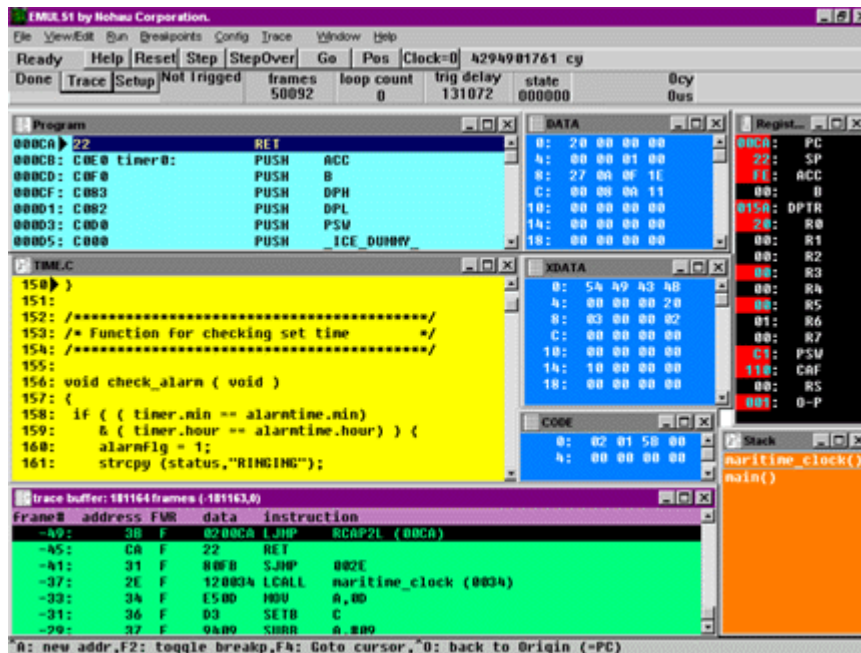 EMUL51 by Nohau Corporation.
File View/Edit Run Breakpoints Config Trace Window Help
Ready Help Reset Step StepOver Go Pos Clock=0 4294901761 cy
Done Trace Setup Not Trigged frames loop count trig delay state 0cy
50092 0 131072 000000 0us
Program
000CA 22 RET
000CB: C0E0 timer0: PUSH ACC
000CD: C0F0 PUSH B
000CF: C083 PUSH DPH
000D1: C082 PUSH DPL
000D3: C0D0 PUSH PSW
000D5: C000 PUSH _ICE_DUMMY_
DATA
0: 20 00 00 00
4: 00 00 01 00
8: 27 0A 0F 1E
C: 00 08 0A 11
10: 00 00 00 00
14: 00 00 00 00
18: 00 00 00 00
Regist...
00CA: PC
22: SP
FE: ACC
00: B
015A: DPTR
20: R0
00: R1
00: R2
00: R3
00: R4
00: R5
01: R6
00: R7
C1: PSW
110: CAF
00: RS
001: O-P
TIME.C
150 }
151:
152: /*****************************************/
153: /* Function for checking set time */
154: /*****************************************/
155:
156: void check_alarm ( void )
157: {
158: if ( ( timer.min == alarmtime.min)
159: & ( timer.hour == alarmtime.hour) ) {
160: alarmflg = 1;
161: strcpy (status,"RINGING");
XDATA
0: 54 49 43 4B
4: 00 00 00 20
8: 03 00 00 02
C: 00 00 00 00
10: 00 00 00 00
14: 10 00 00 00
18: 00 00 00 00
CODE
0: 02 01 5B 00
4: 00 00 00 00
Stack
maritime_clock()
main()
trace buffer: 181164 frames (-181163,0)
frame# address FWR data instruction
-49: 3B F 0200CA LJMP RCAP2L (00CA)
-45: CA F 22 RET
-41: 31 F 80FB SJMP 002E
-37: 2E F 120034 LCALL maritime_clock (0034)
-33: 34 F E50D MOV A,0D
-31: 36 F D3 SETB C
-29: 37 F 9409 SUBB A,#09
^A: new addr,F2: toggle breakp,F4: Goto cursor,^O: back to Origin (=PC)